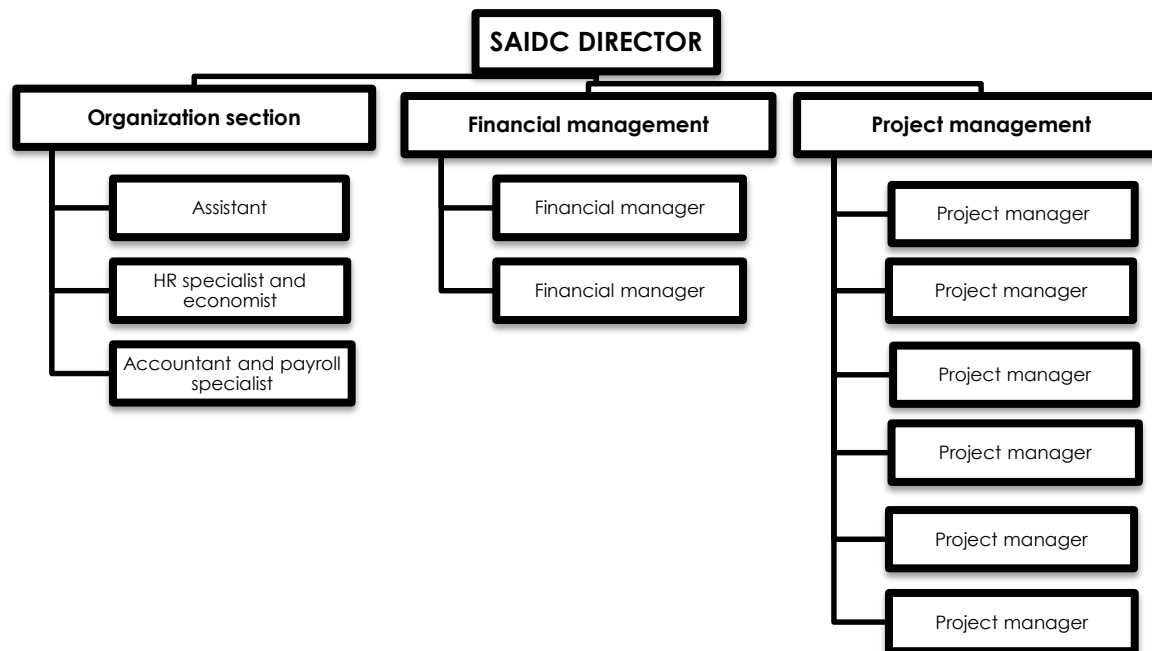 SAIDC DIRECTOR
Organization section
Assistant
HR specialist and
economist
Accountant and payroll
specialist
Financial management
Financial manager
Financial manager
Project management
Project manager
Project manager
Project manager
Project manager
Project manager
Project manager